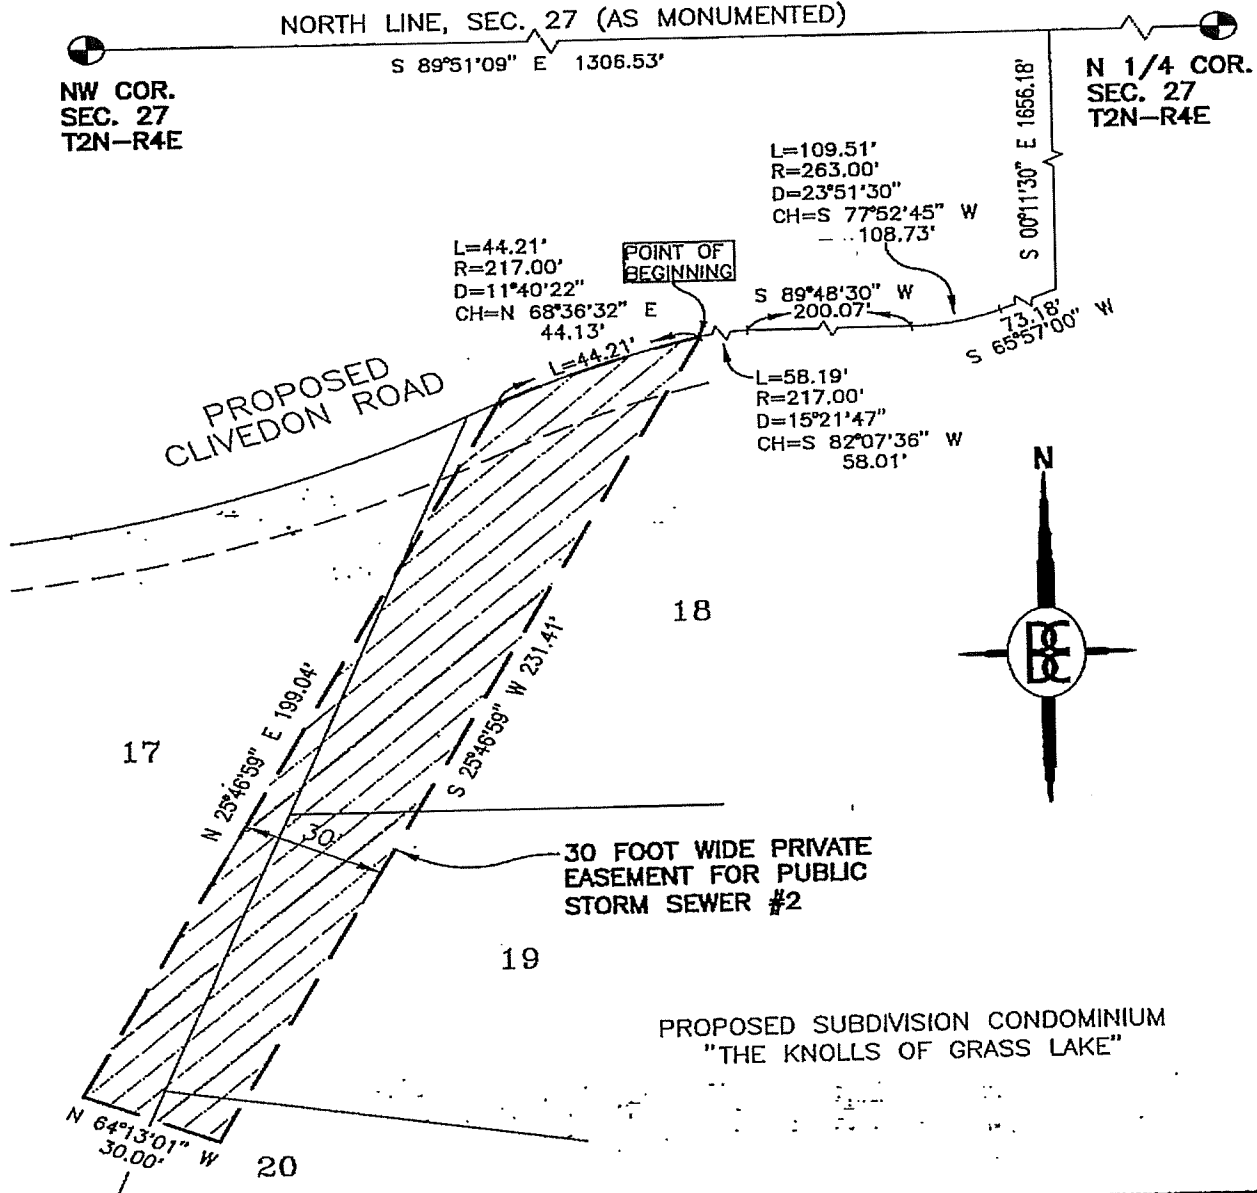 NORTH LINE, SEC. 27 (AS MONUMENTED)
S 89°51'09" E 1306.53'
NW COR.
SEC. 27
T2N-R4E
N 1/4 COR.
SEC. 27
T2N-R4E
S 00°11'30" E 1656.18'
L=109.51'
R=263.00'
D=23°51'30"
CH=S 77°52'45" W
108.73'
L=44.21'
R=217.00'
D=11°40'22"
CH=N 68°36'32" E
44.13'
POINT OF
BEGINNING
S 89°48'30" W
200.07'
73.18'
S 65°57'00" W
L=44.21'
L=58.19'
R=217.00'
D=15°21'47"
CH=S 82°07'36" W
58.01'
PROPOSED
CLIVEDON ROAD
N
18
17
N 25°46'59" E 199.04'
S 25°46'59" W 231.41'
30'
30 FOOT WIDE PRIVATE
EASEMENT FOR PUBLIC
STORM SEWER #2
19
PROPOSED SUBDIVISION CONDOMINIUM
"THE KNOLLS OF GRASS LAKE"
N 64°13'01" W
30.00'
20